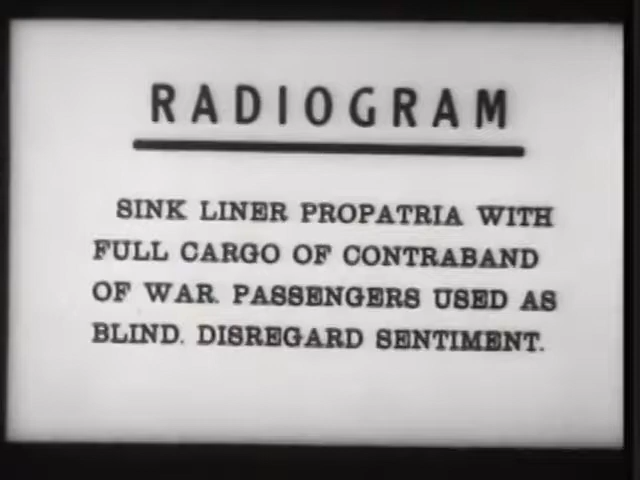 RADIOGRAM
SINK LINER PROPATRIA WITH
FULL CARGO OF CONTRABAND
OF WAR. PASSENGERS USED AS
BLIND. DISREGARD SENTIMENT.